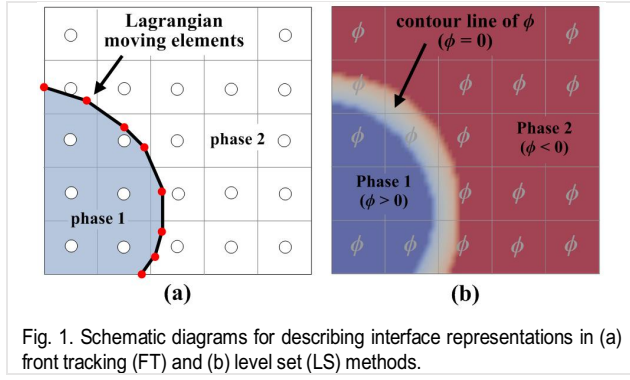 Lagrangian
moving elements
phase 2
phase 1
(a)
ϕ ϕ ϕ ϕ
contour line of ϕ
(ϕ = 0)
ϕ ϕ ϕ
ϕ ϕ
Phase 2
(ϕ < 0)
Phase 1
(ϕ > 0)
ϕ ϕ ϕ
ϕ ϕ ϕ ϕ ϕ
(b)
Fig. 1. Schematic diagrams for describing interface representations in (a)
front tracking (FT) and (b) level set (LS) methods.